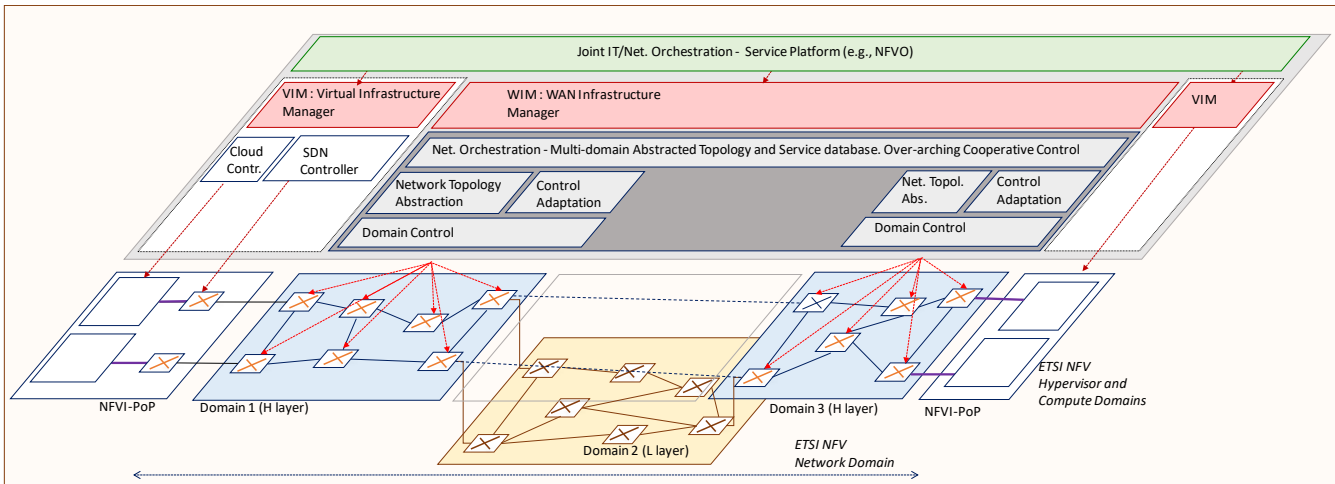 Joint IT/Net. Orchestration - Service Platform (e.g., NFVO)
VIM : Virtual Infrastructure
Manager
WIM : WAN Infrastructure
Manager
VIM
Cloud
Contr.
SDN
Controller
Net. Orchestration - Multi-domain Abstracted Topology and Service database. Over-arching Cooperative Control
Network Topology
Abstraction
Control
Adaptation
Net. Topol.
Abs.
Control
Adaptation
Domain Control
Domain Control
NFVI-PoP
Domain 1 (H layer)
Domain 2 (L layer)
Domain 3 (H layer)
NFVI-PoP
ETSI NFV
Hypervisor and
Compute Domains
ETSI NFV
Network Domain